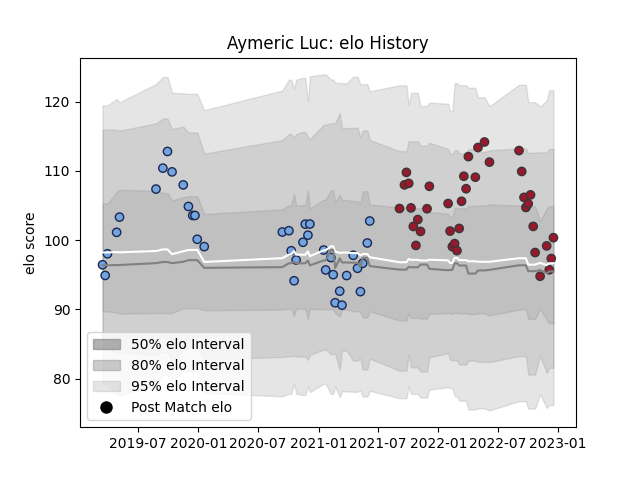 Aymeric Luc: elo History
elo score
120
110
100
90
80
50% elo Interval
80% elo Interval
95% elo Interval
Post Match elo
2019-07 2020-01 2020-07 2021-01 2021-07 2022-01 2022-07 2023-01